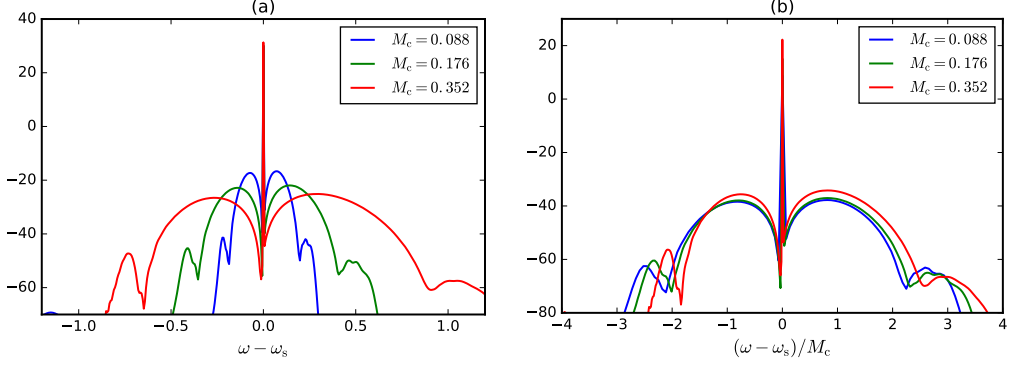 (a)
40
20
0
−20
−40
−60
M_c = 0.088
M_c = 0.176
M_c = 0.352
−1.0 −0.5 0.0 0.5 1.0
ω − ω_s
(b)
20
0
−20
−40
−60
−80
M_c = 0.088
M_c = 0.176
M_c = 0.352
−4 −3 −2 −1 0 1 2 3 4
(ω − ω_s)/M_c